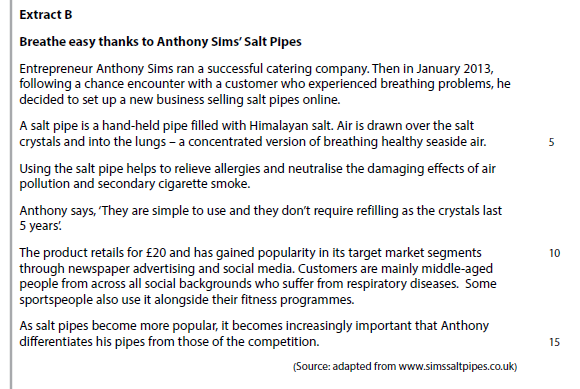 Extract B
Breathe easy thanks to Anthony Sims' Salt Pipes
Entrepreneur Anthony Sims ran a successful catering company. Then in January 2013,
following a chance encounter with a customer who experienced breathing problems, he
decided to set up a new business selling salt pipes online.
A salt pipe is a hand-held pipe filled with Himalayan salt. Air is drawn over the salt
crystals and into the lungs – a concentrated version of breathing healthy seaside air. 5
Using the salt pipe helps to relieve allergies and neutralise the damaging effects of air
pollution and secondary cigarette smoke.
Anthony says, 'They are simple to use and they don't require refilling as the crystals last
5 years'.
The product retails for £20 and has gained popularity in its target market segments 10
through newspaper advertising and social media. Customers are mainly middle-aged
people from across all social backgrounds who suffer from respiratory diseases. Some
sportspeople also use it alongside their fitness programmes.
As salt pipes become more popular, it becomes increasingly important that Anthony
differentiates his pipes from those of the competition. 15
(Source: adapted from www.simssaltpipes.co.uk)